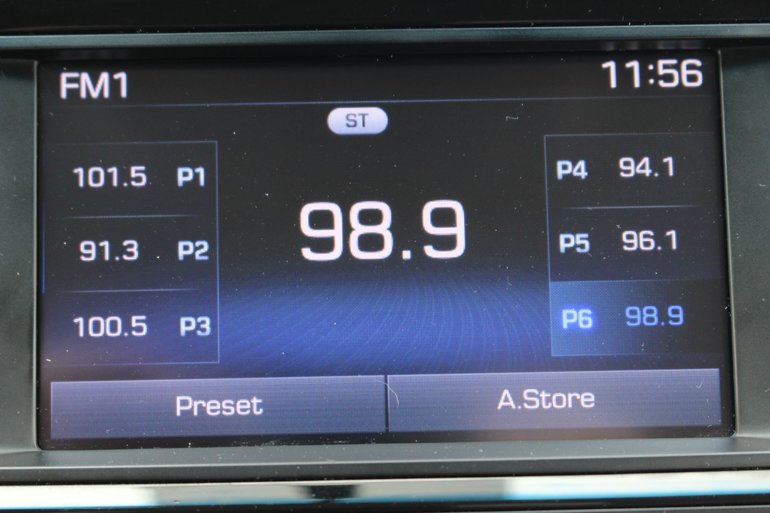 FM1 11:56
ST
101.5 P1
91.3 P2
100.5 P3
98.9
P4 94.1
P5 96.1
P6 98.9
Preset A.Store